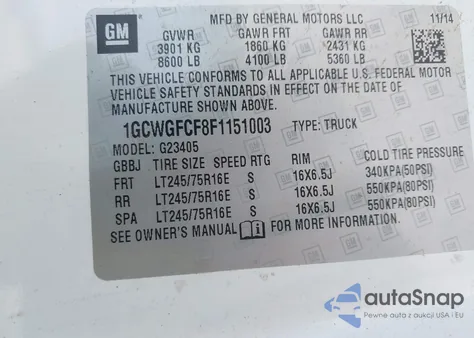 GM
MFD BY GENERAL MOTORS LLC 11/14
GVWR GAWR FRT GAWR RR
3901 KG 1860 KG 2431 KG
8600 LB 4100 LB 5360 LB
THIS VEHICLE CONFORMS TO ALL APPLICABLE U.S. FEDERAL MOTOR
VEHICLE SAFETY STANDARDS IN EFFECT ON THE DATE OF
MANUFACTURE SHOWN ABOVE.
1GCWGFCF8F1151003 TYPE: TRUCK
MODEL: G23405
GBBJ TIRE SIZE SPEED RTG RIM COLD TIRE PRESSURE
FRT LT245/75R16E S 16X6.5J 340KPA(50PSI)
RR LT245/75R16E S 16X6.5J 550KPA(80PSI)
SPA LT245/75R16E S 16X6.5J 550KPA(80PSI)
SEE OWNER'S MANUAL FOR MORE INFORMATION
autoSnap
Pewne auta z aukcji USA i EU